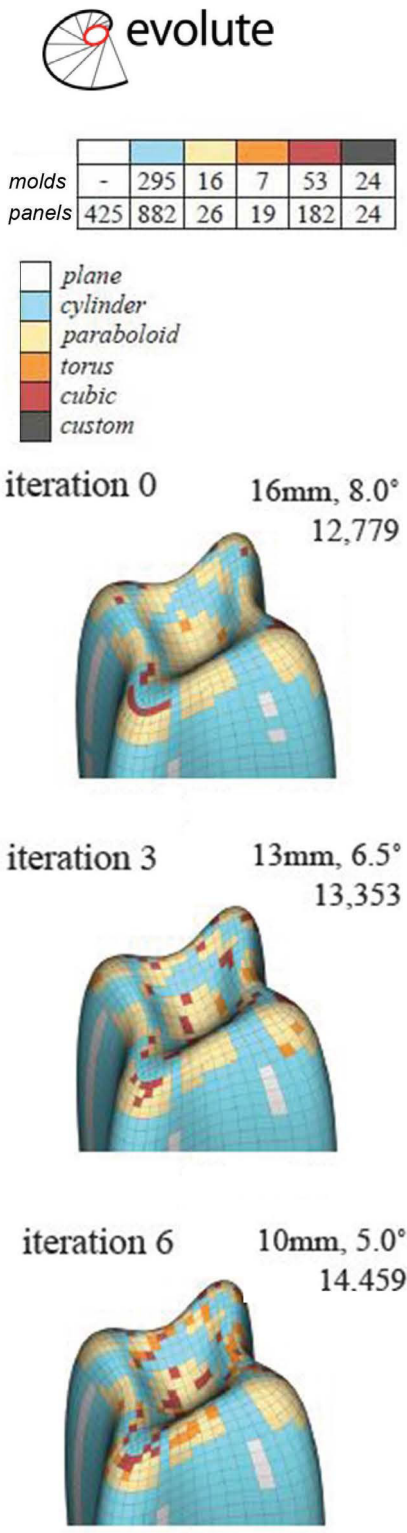 evolute
molds - 295 16 7 53 24
panels 425 882 26 19 182 24
plane
cylinder
paraboloid
torus
cubic
custom
iteration 0 16mm, 8.0°
12,779
iteration 3 13mm, 6.5°
13,353
iteration 6 10mm, 5.0°
14.459